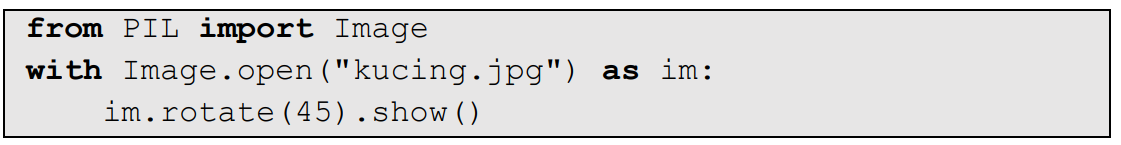 from PIL import Image
with Image.open("kucing.jpg") as im:
    im.rotate(45).show()